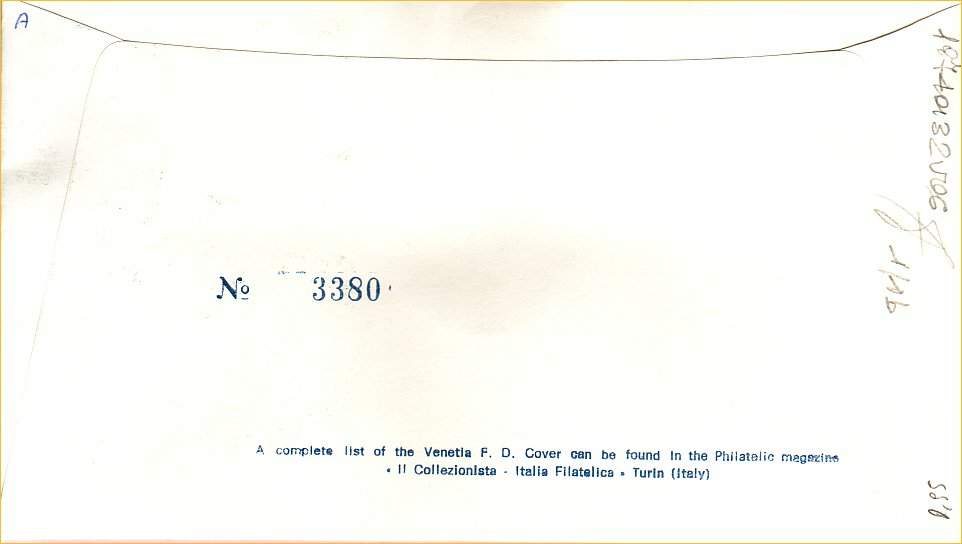 A
No 3380
A complete list of the Venetia F. D. Cover can be found in the Philatelic magazine
« Il Collezionista - Italia Filatelica » Turin (Italy)